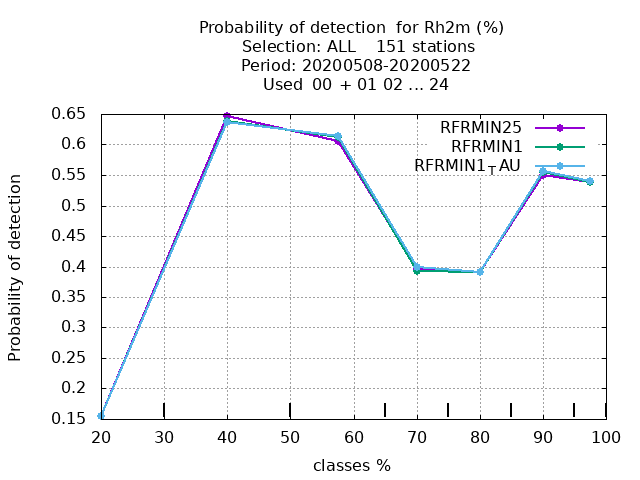 Probability of detection for Rh2m (%)
Selection: ALL 151 stations
Period: 20200508-20200522
Used 00 + 01 02 ... 24
RFRMIN25
RFRMIN1
RFRMIN1TAU
Probability of detection
0.65
0.6
0.55
0.5
0.45
0.4
0.35
0.3
0.25
0.2
0.15
20 30 40 50 60 70 80 90 100
classes %